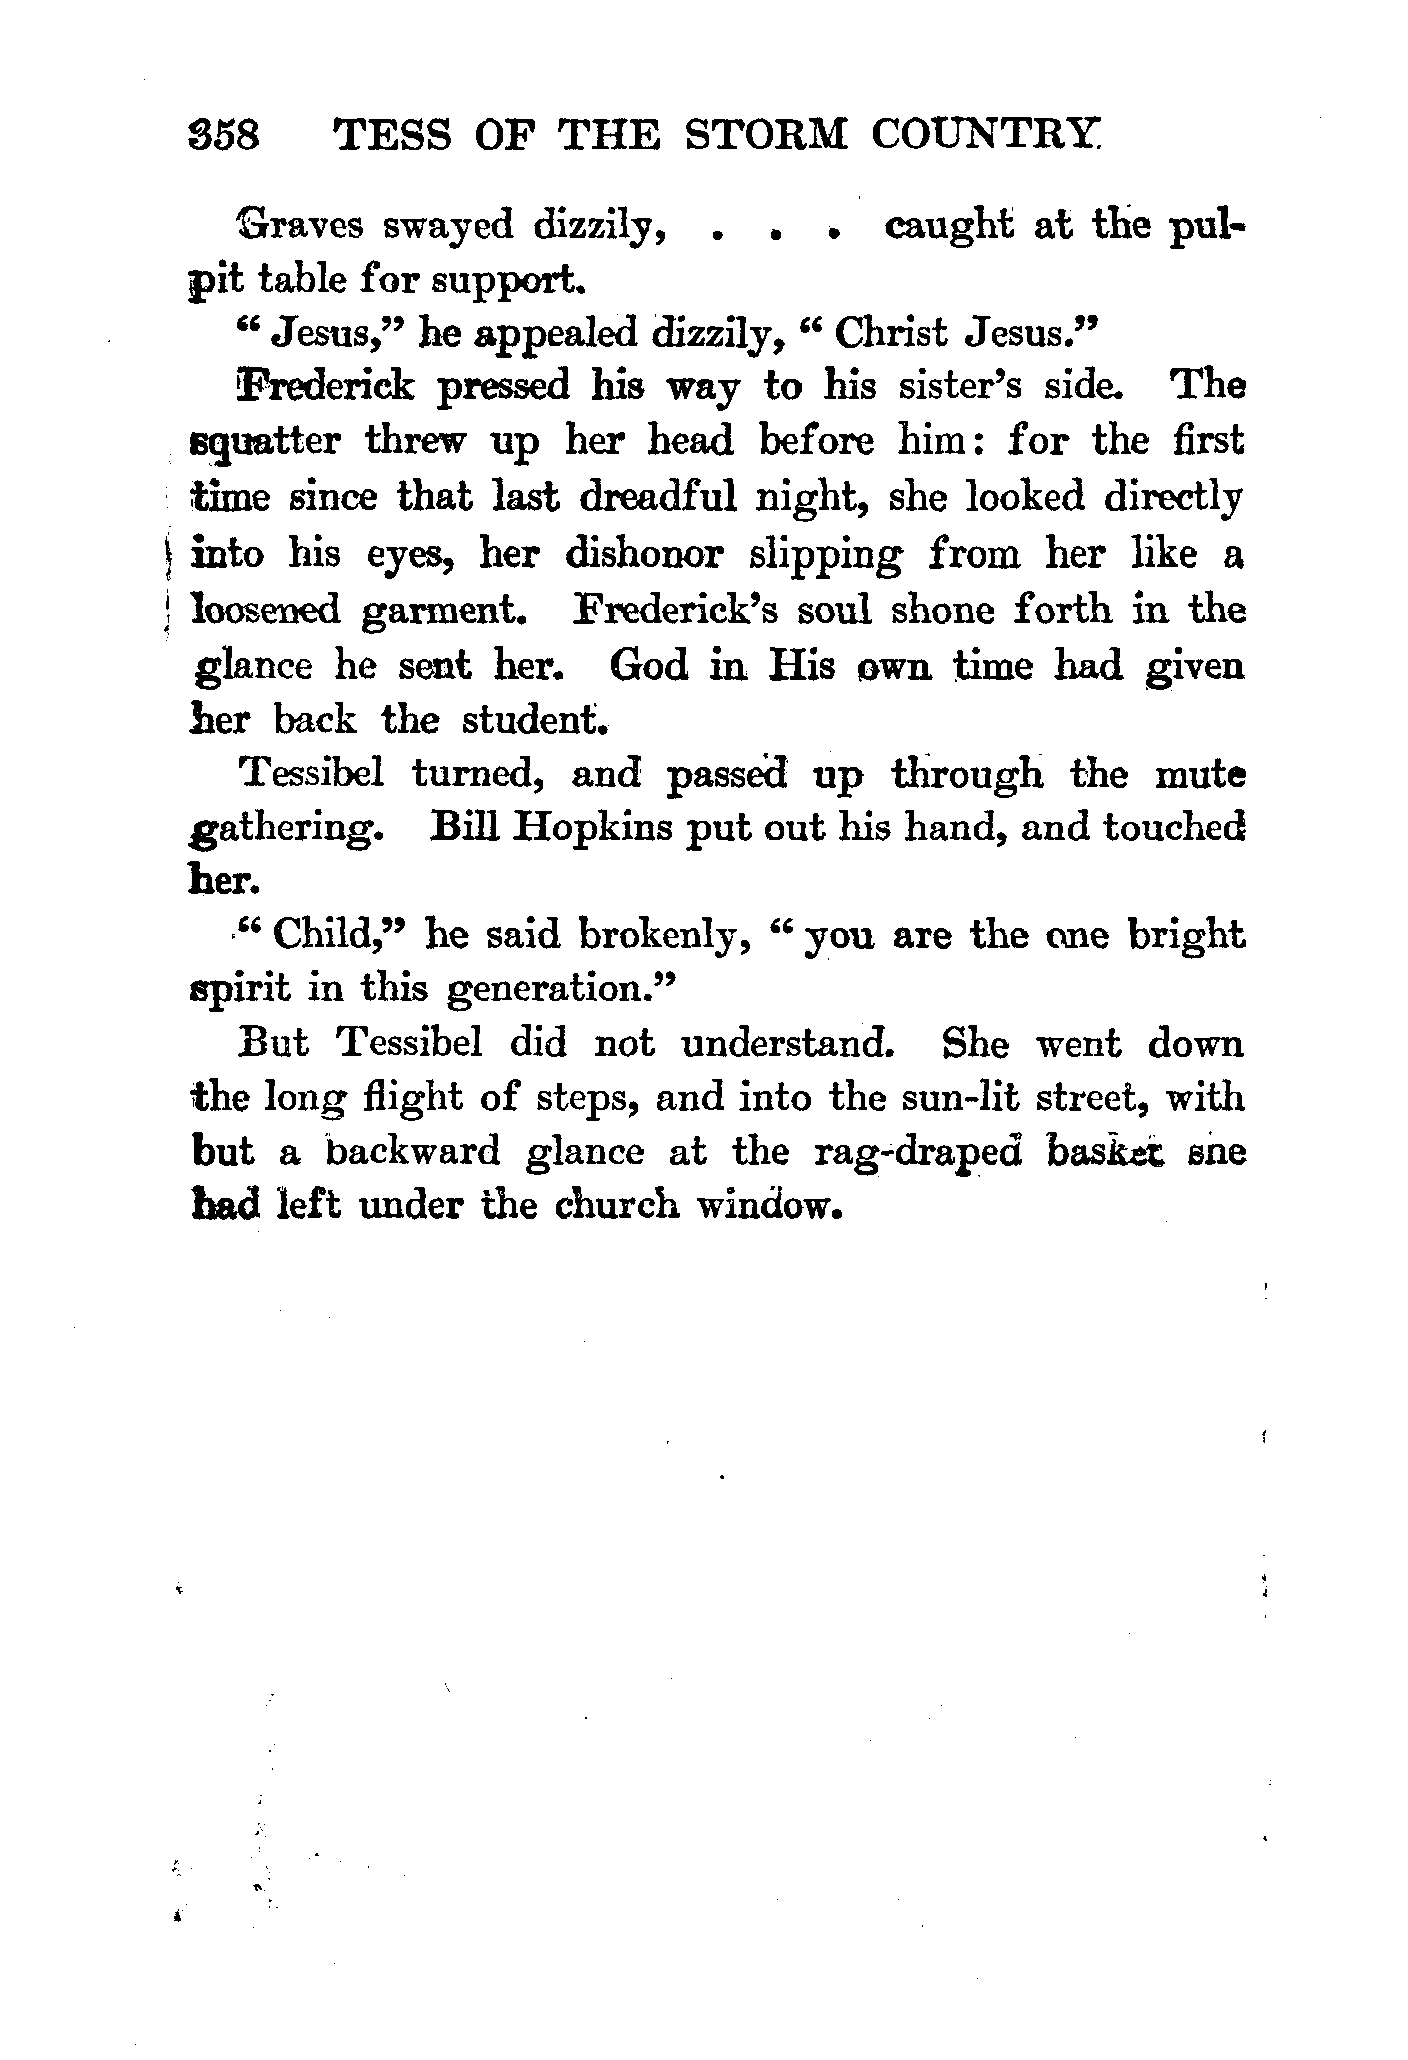 358 TESS OF THE STORM COUNTRY
Graves swayed dizzily, . . . caught at the pul-
pit table for support.
“ Jesus,” he appealed dizzily, “ Christ Jesus.”
Frederick pressed his way to his sister’s side. The
squatter threw up her head before him: for the first
time since that last dreadful night, she looked directly
into his eyes, her dishonor slipping from her like a
loosened garment. Frederick’s soul shone forth in the
glance he sent her. God in His own time had given
her back the student.
Tessibel turned, and passed up through the mute
gathering. Bill Hopkins put out his hand, and touched
her.
“ Child,” he said brokenly, “ you are the one bright
spirit in this generation.”
But Tessibel did not understand. She went down
the long flight of steps, and into the sun-lit street, with
but a backward glance at the rag-draped basket she
had left under the church window.